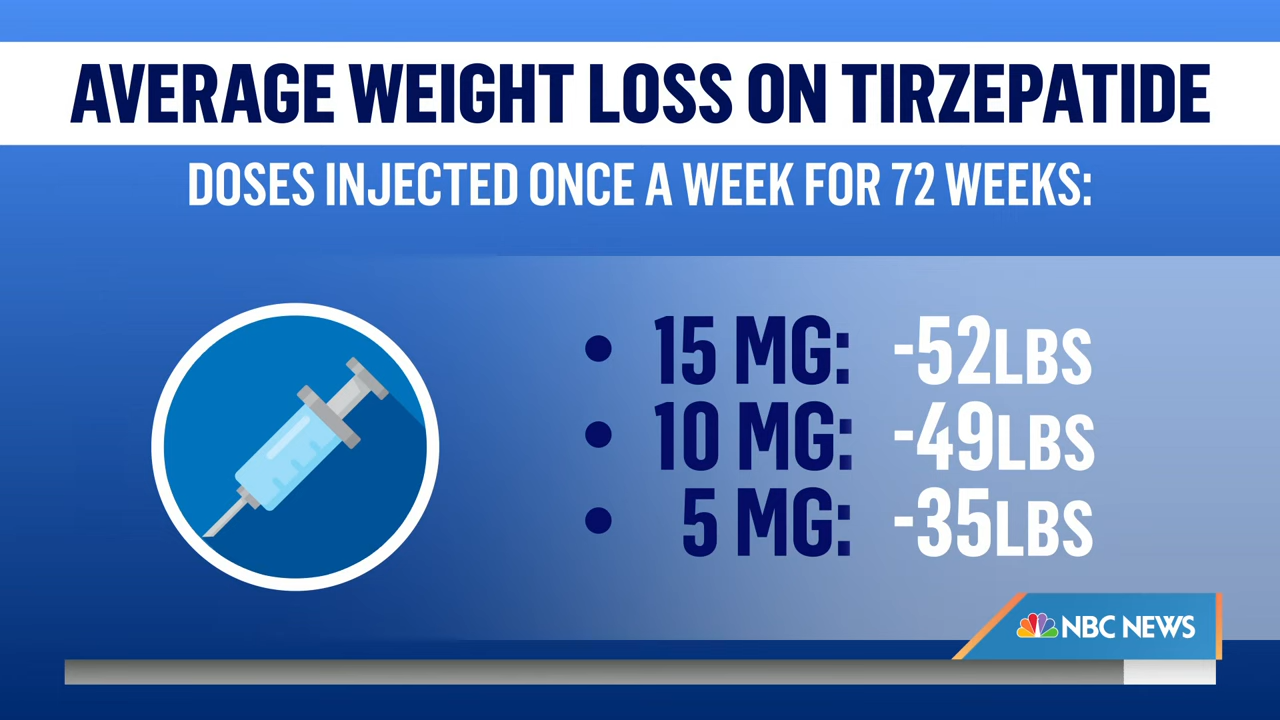 AVERAGE WEIGHT LOSS ON TIRZEPATIDE
DOSES INJECTED ONCE A WEEK FOR 72 WEEKS:
• 15 MG: -52LBS
• 10 MG: -49LBS
• 5 MG: -35LBS
NBC NEWS